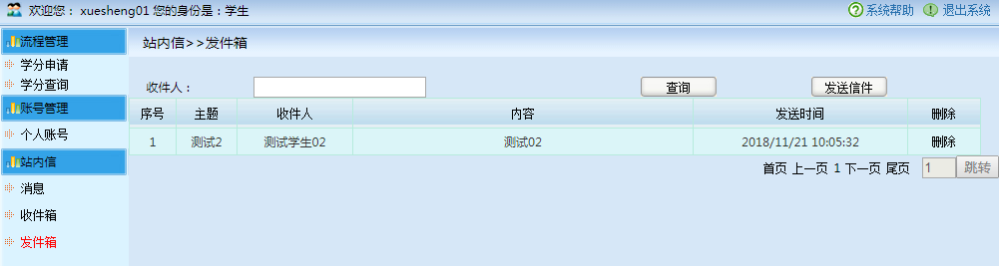 欢迎您： xuesheng01 您的身份是：学生
系统帮助 退出系统
流程管理
学分申请
学分查询
账号管理
个人账号
站内信
消息
收件箱
发件箱
站内信>>发件箱
收件人： 查询 发送信件
序号 主题 收件人 内容 发送时间 删除
1 测试2 测试学生02 测试02 2018/11/21 10:05:32 删除
首页 上一页 1 下一页 尾页 1 跳转